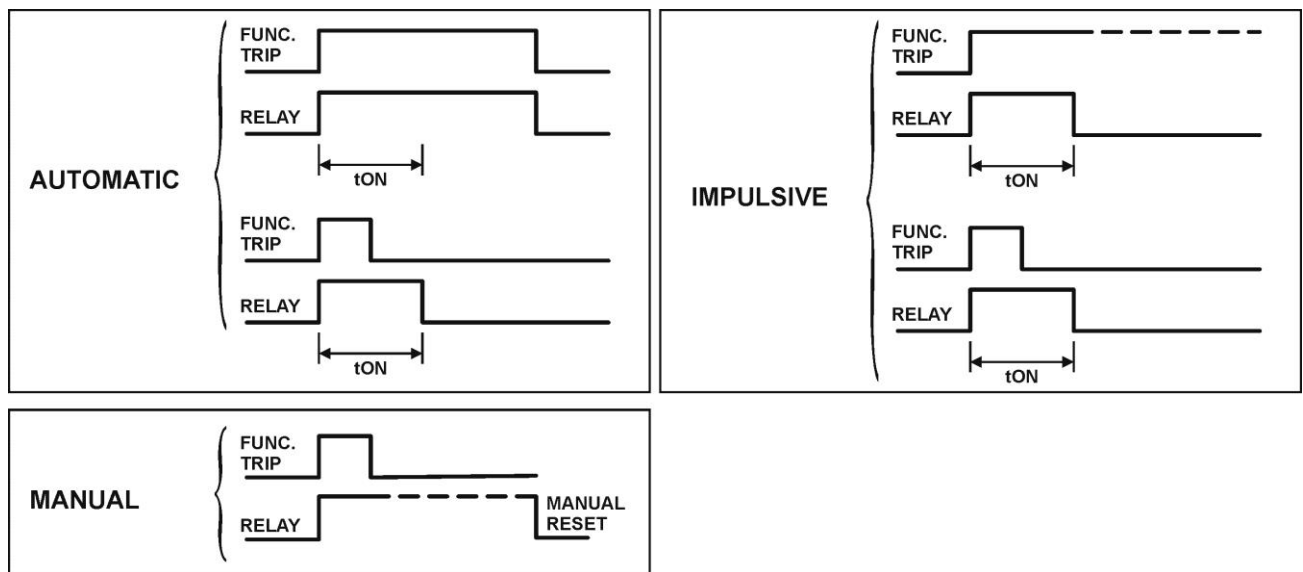 AUTOMATIC
FUNC.
TRIP
RELAY
tON
FUNC.
TRIP
RELAY
tON
IMPULSIVE
FUNC.
TRIP
RELAY
tON
FUNC.
TRIP
RELAY
tON
MANUAL
FUNC.
TRIP
RELAY
MANUAL
RESET